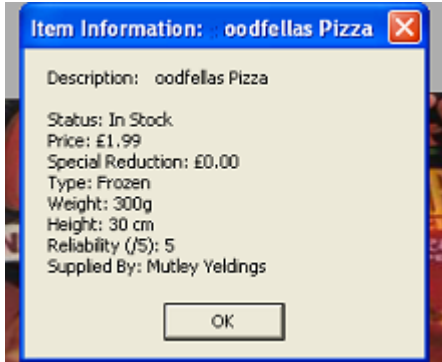 Item Information: oodfellas Pizza
Description: oodfellas Pizza
Status: In Stock
Price: £1.99
Special Reduction: £0.00
Type: Frozen
Weight: 300g
Height: 30 cm
Reliability (/5): 5
Supplied By: Mutley Yeldings
OK